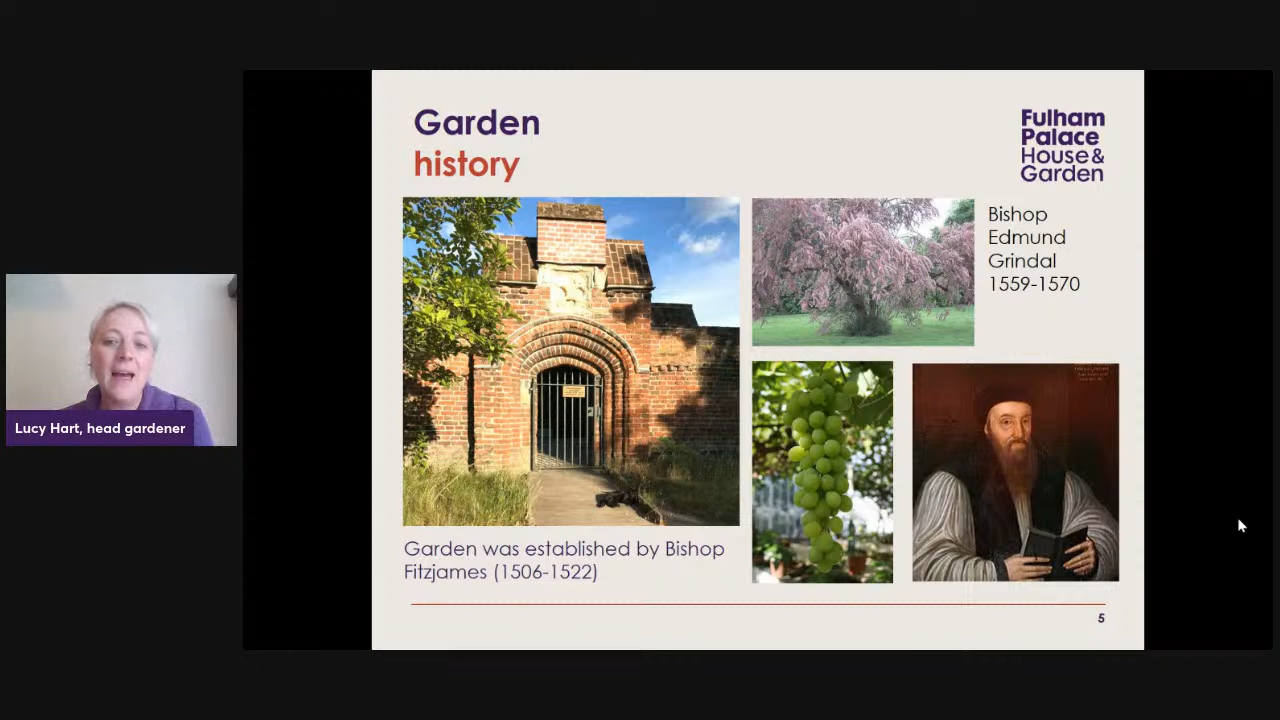 Garden
history
Fulham
Palace
House &
Garden
Bishop
Edmund
Grindal
1559-1570
Garden was established by Bishop
Fitzjames (1506-1522)
5
Lucy Hart, head gardener